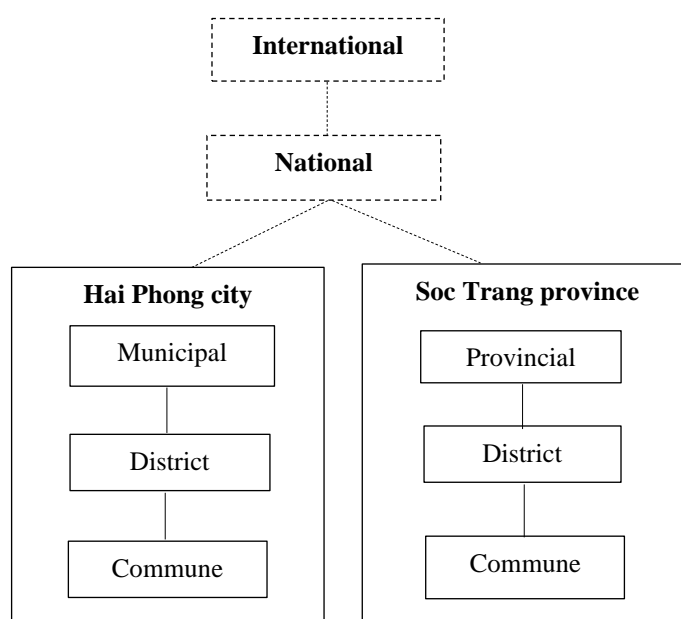 International
National
Hai Phong city
Municipal
District
Commune
Soc Trang province
Provincial
District
Commune